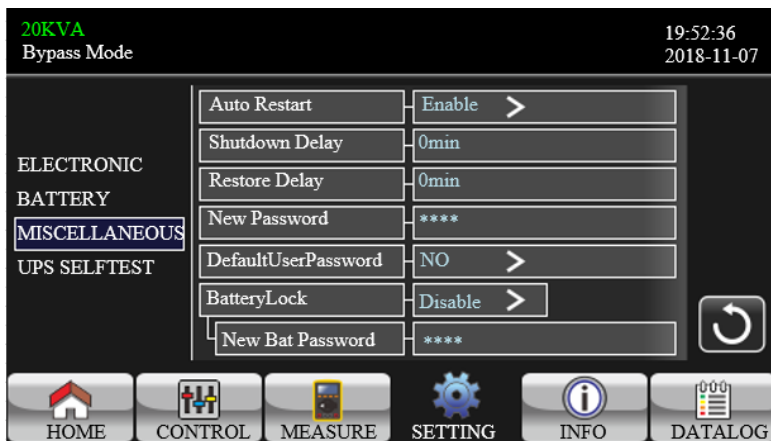 20KVA
Bypass Mode
19:52:36
2018-11-07
ELECTRONIC
BATTERY
MISCELLANEOUS
UPS SELFTEST
Auto Restart Enable >
Shutdown Delay 0min
Restore Delay 0min
New Password ****
DefaultUserPassword NO >
BatteryLock Disable >
New Bat Password ****
HOME CONTROL MEASURE SETTING INFO DATALOG